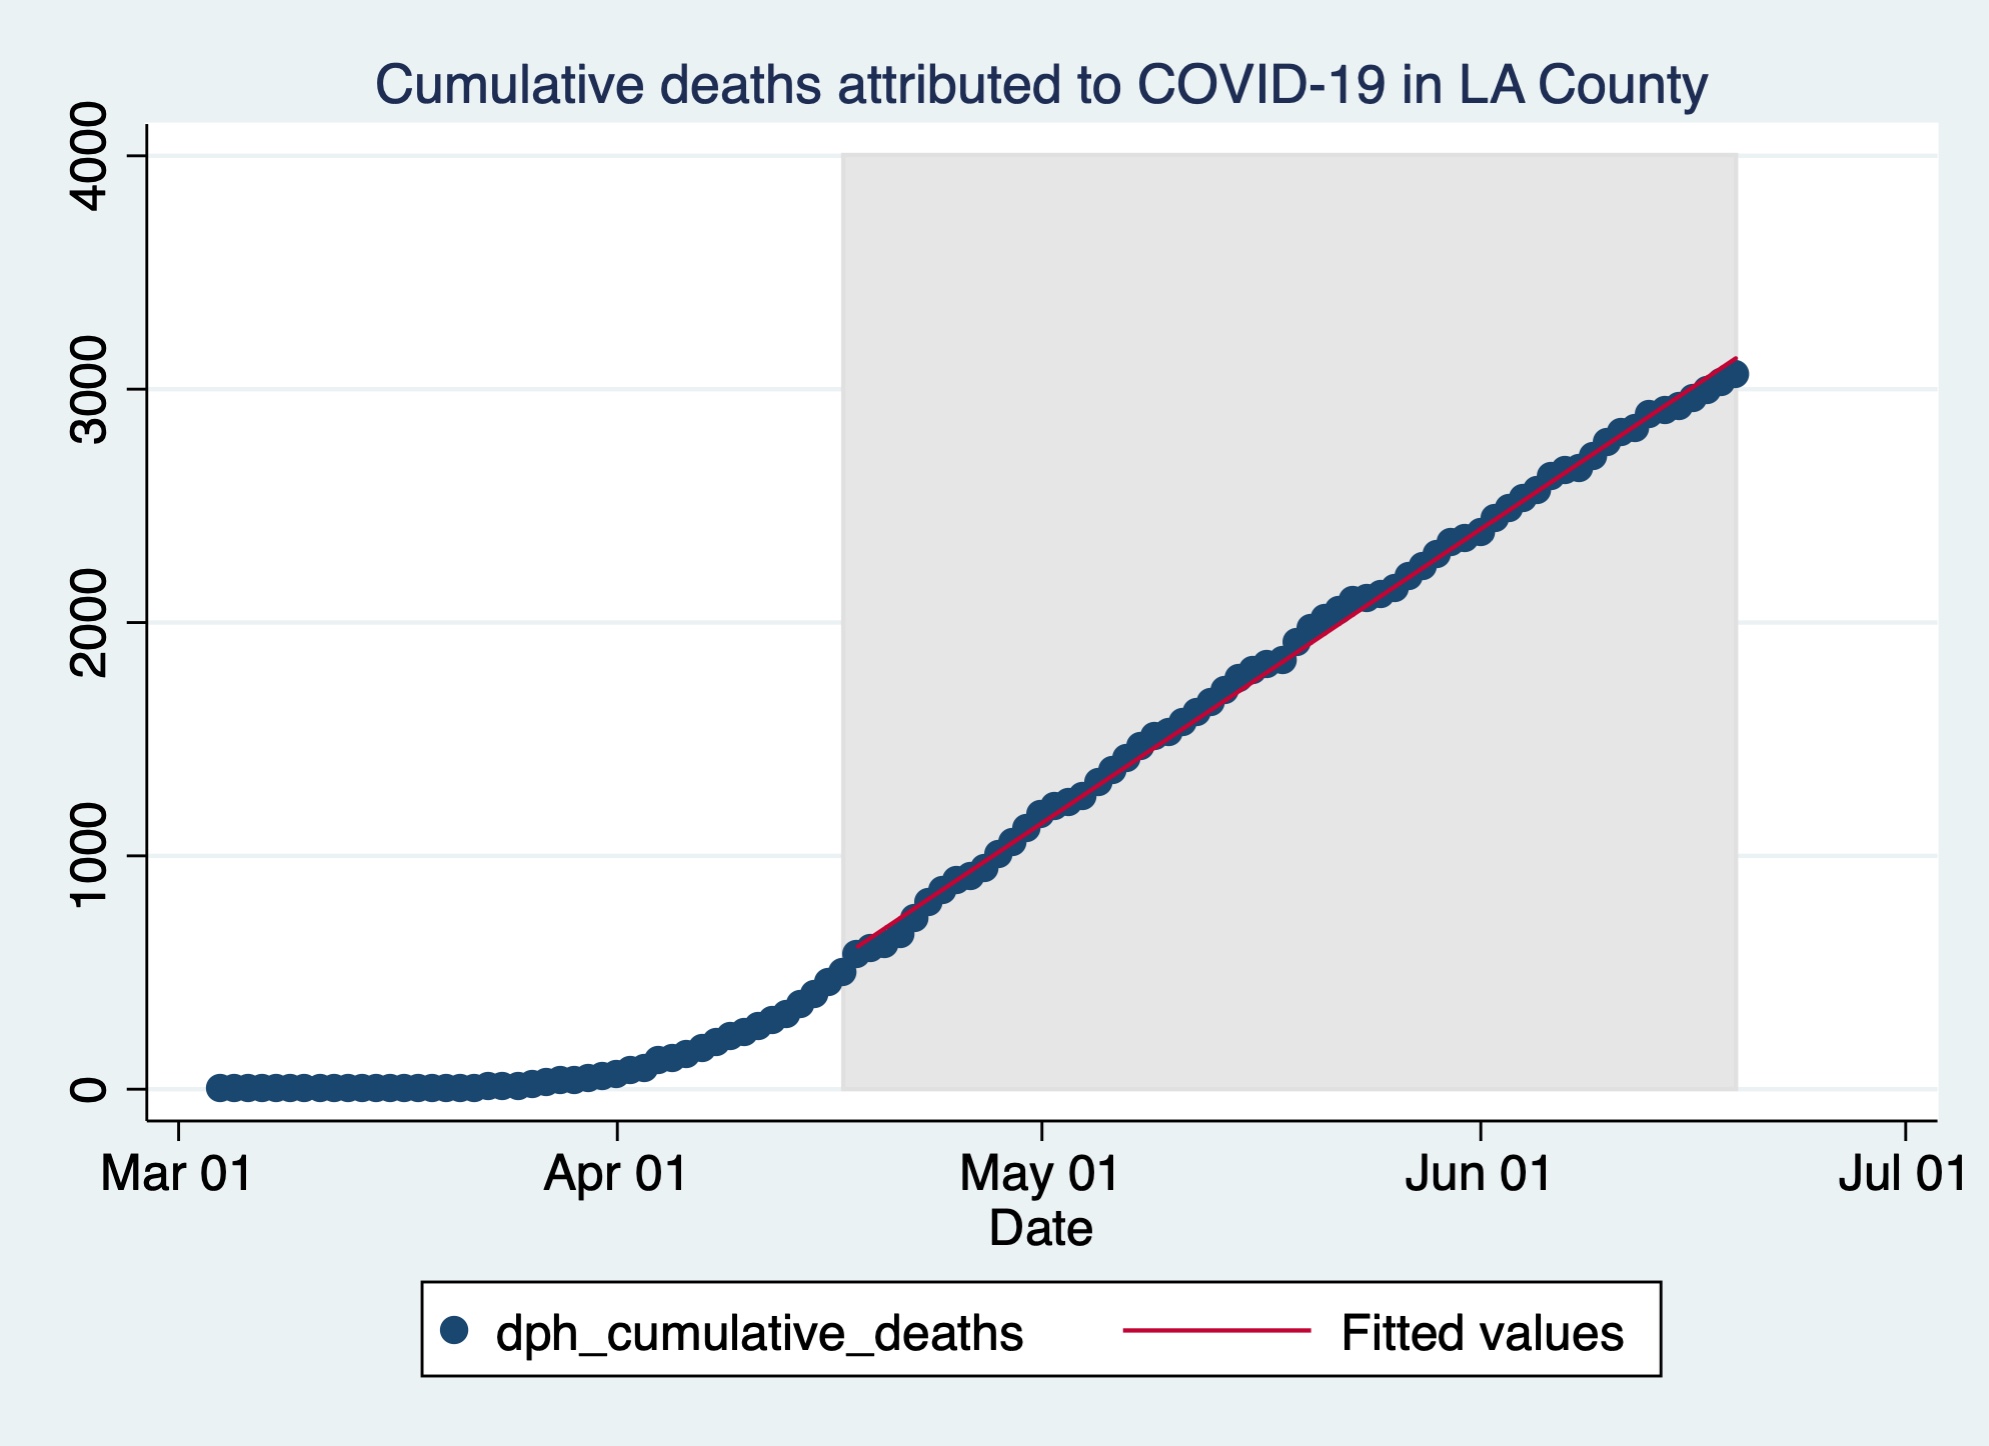 Cumulative deaths attributed to COVID-19 in LA County
4000
3000
2000
1000
0
Mar 01 Apr 01 May 01 Jun 01 Jul 01
Date
dph_cumulative_deaths Fitted values